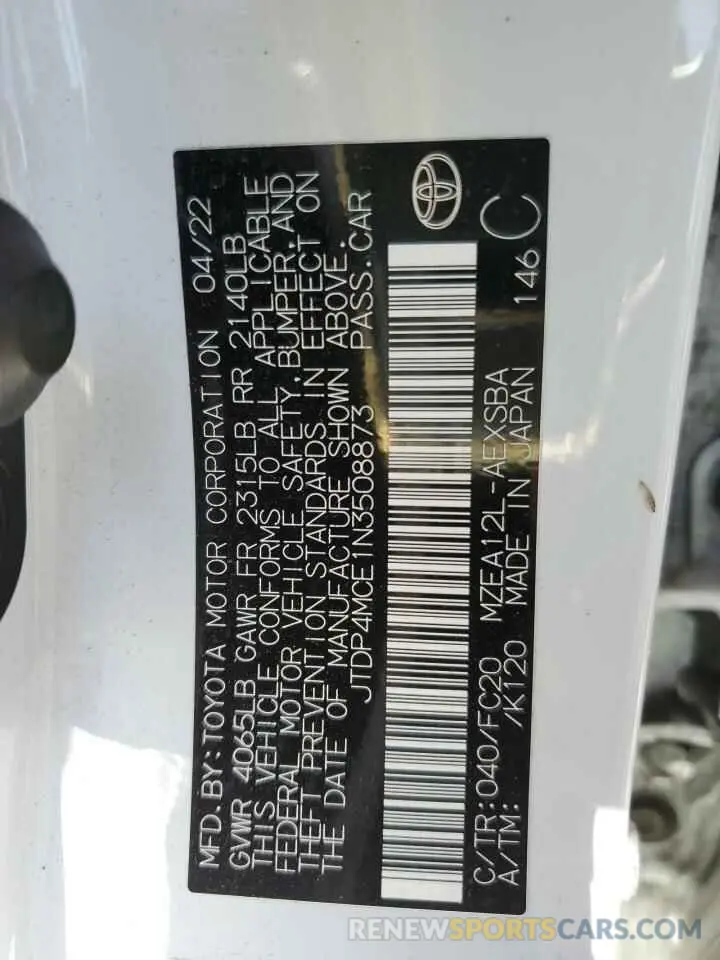 MFD. BY: TOYOTA MOTOR CORPORATION 04/22
GVWR 4065LB GAWR FR 2315LB RR 2140LB
THIS VEHICLE CONFORMS TO ALL APPLICABLE
FEDERAL MOTOR VEHICLE SAFETY, BUMPER, AND
THEFT PREVENTION STANDARDS IN EFFECT ON
THE DATE OF MANUFACTURE SHOWN ABOVE.
JTDP4MCE1N3508873 PASS. CAR
C/TR: 040/FC20 MZEA12L-AEXSBA 146 C
A/TM: /K120 MADE IN JAPAN
RENEWSPORTSCARS.COM